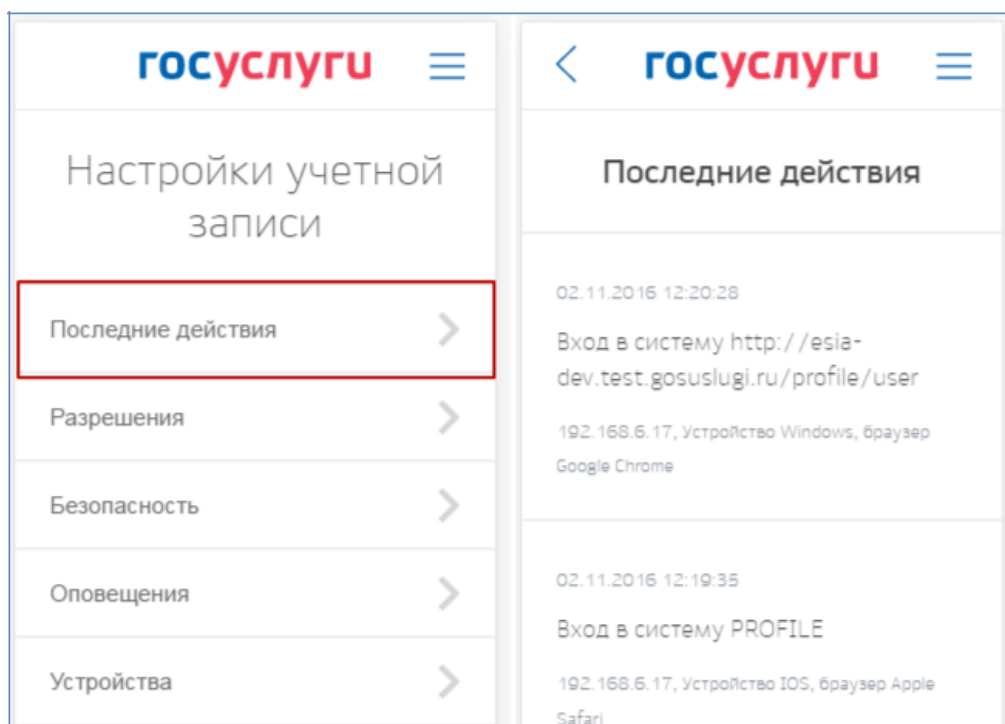 госуслуги
Настройки учетной
записи
Последние действия
Разрешения
Безопасность
Оповещения
Устройства
госуслуги
Последние действия
02.11.2016 12:20:28
Вход в систему http://esia-
dev.test.gosuslugi.ru/profile/user
192.168.6.17, Устройство Windows, браузер
Google Chrome
02.11.2016 12:19:35
Вход в систему PROFILE
192.168.6.17, Устройство IOS, браузер Apple
Safari